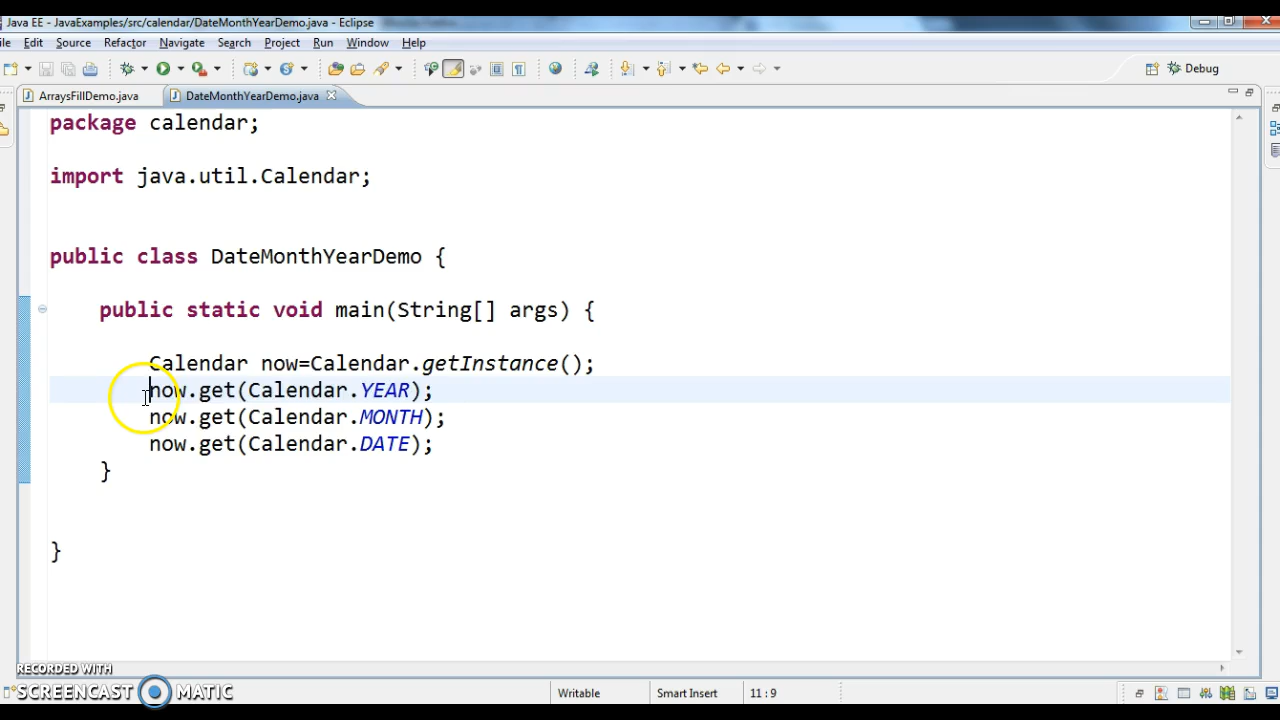 Java EE - JavaExamples/src/calendar/DateMonthYearDemo.java - Eclipse
ile Edit Source Refactor Navigate Search Project Run Window Help
Debug
ArraysFillDemo.java DateMonthYearDemo.java
package calendar;
import java.util.Calendar;
public class DateMonthYearDemo {
public static void main(String[] args) {
Calendar now=Calendar.getInstance();
now.get(Calendar.YEAR);
now.get(Calendar.MONTH);
now.get(Calendar.DATE);
}
}
RECORDED WITH
SCREENCAST MATIC
Writable Smart Insert 11 : 9